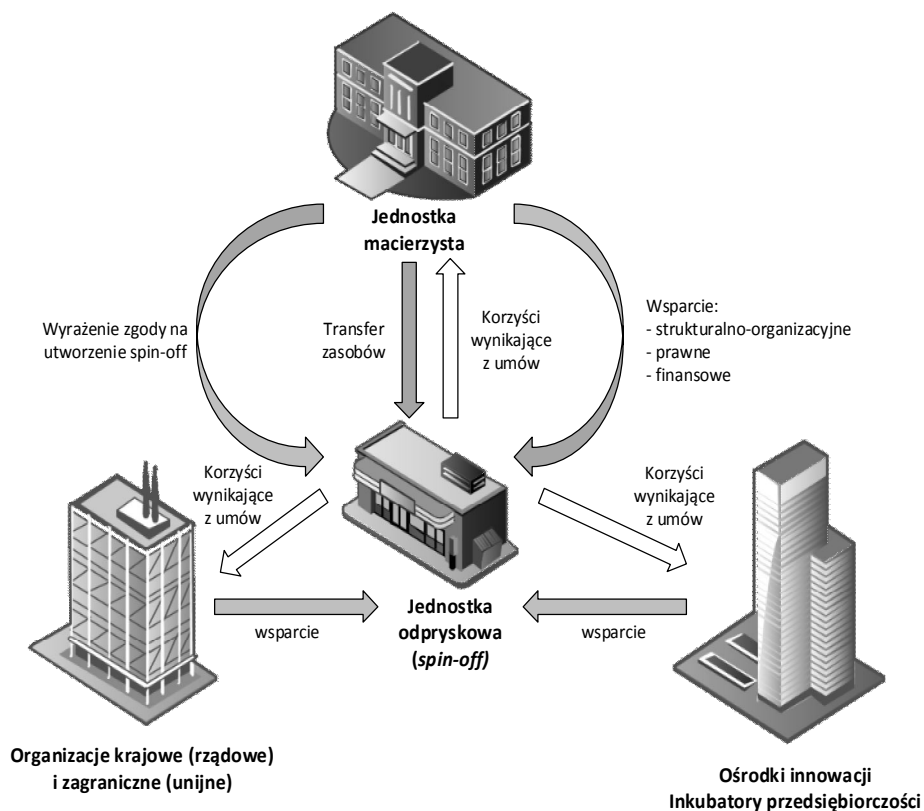 Jednostka
macierzysta
Wyrażenie zgody na
utworzenie spin-off
Transfer
zasobów
Korzyści
wynikające
z umów
Wsparcie:
- strukturalno-organizacyjne
- prawne
- finansowe
Korzyści
wynikające
z umów
Korzyści
wynikające
z umów
wsparcie
Jednostka
odpryskowa
(spin-off)
wsparcie
Organizacje krajowe (rządowe)
i zagraniczne (unijne)
Ośrodki innowacji
Inkubatory przedsiębiorczości